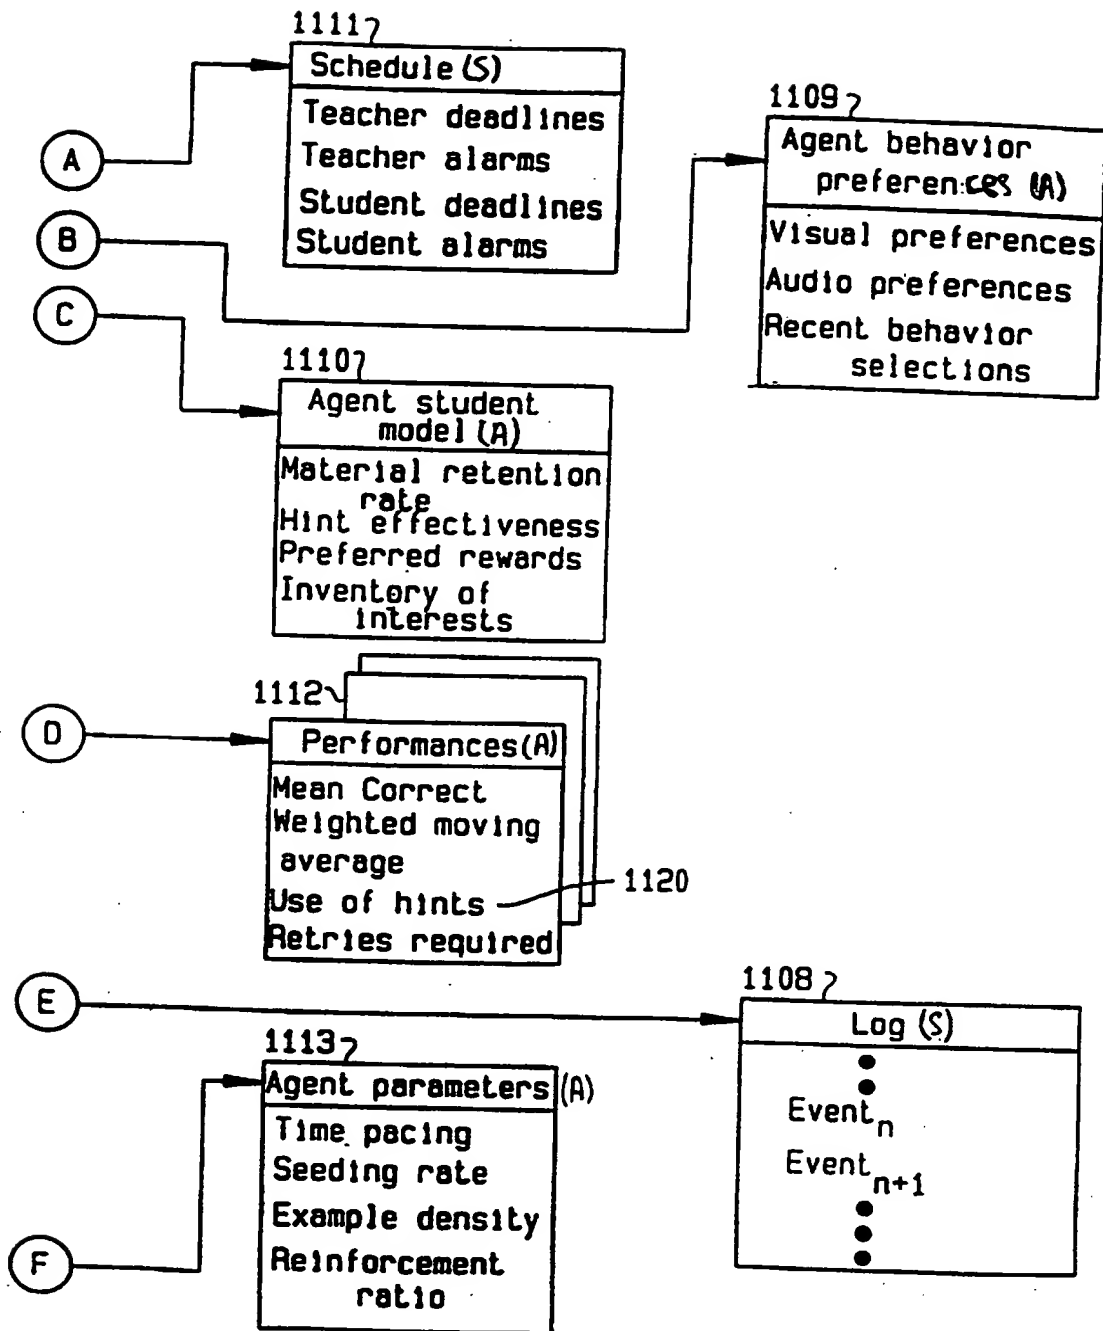 1111
Schedule (S)
Teacher deadlines
Teacher alarms
Student deadlines
Student alarms
A
B
C
1109
Agent behavior
preferences (A)
Visual preferences
Audio preferences
Recent behavior
selections
1110
Agent student
model (A)
Material retention
rate
Hint effectiveness
Preferred rewards
Inventory of
interests
1112
D
Performances (A)
Mean Correct
Weighted moving
average
Use of hints
1120
Retries required
E
1108
Log (S)
Event n
Event n+1
1113
Agent parameters (A)
Time pacing
Seeding rate
Example density
Reinforcement
ratio
F